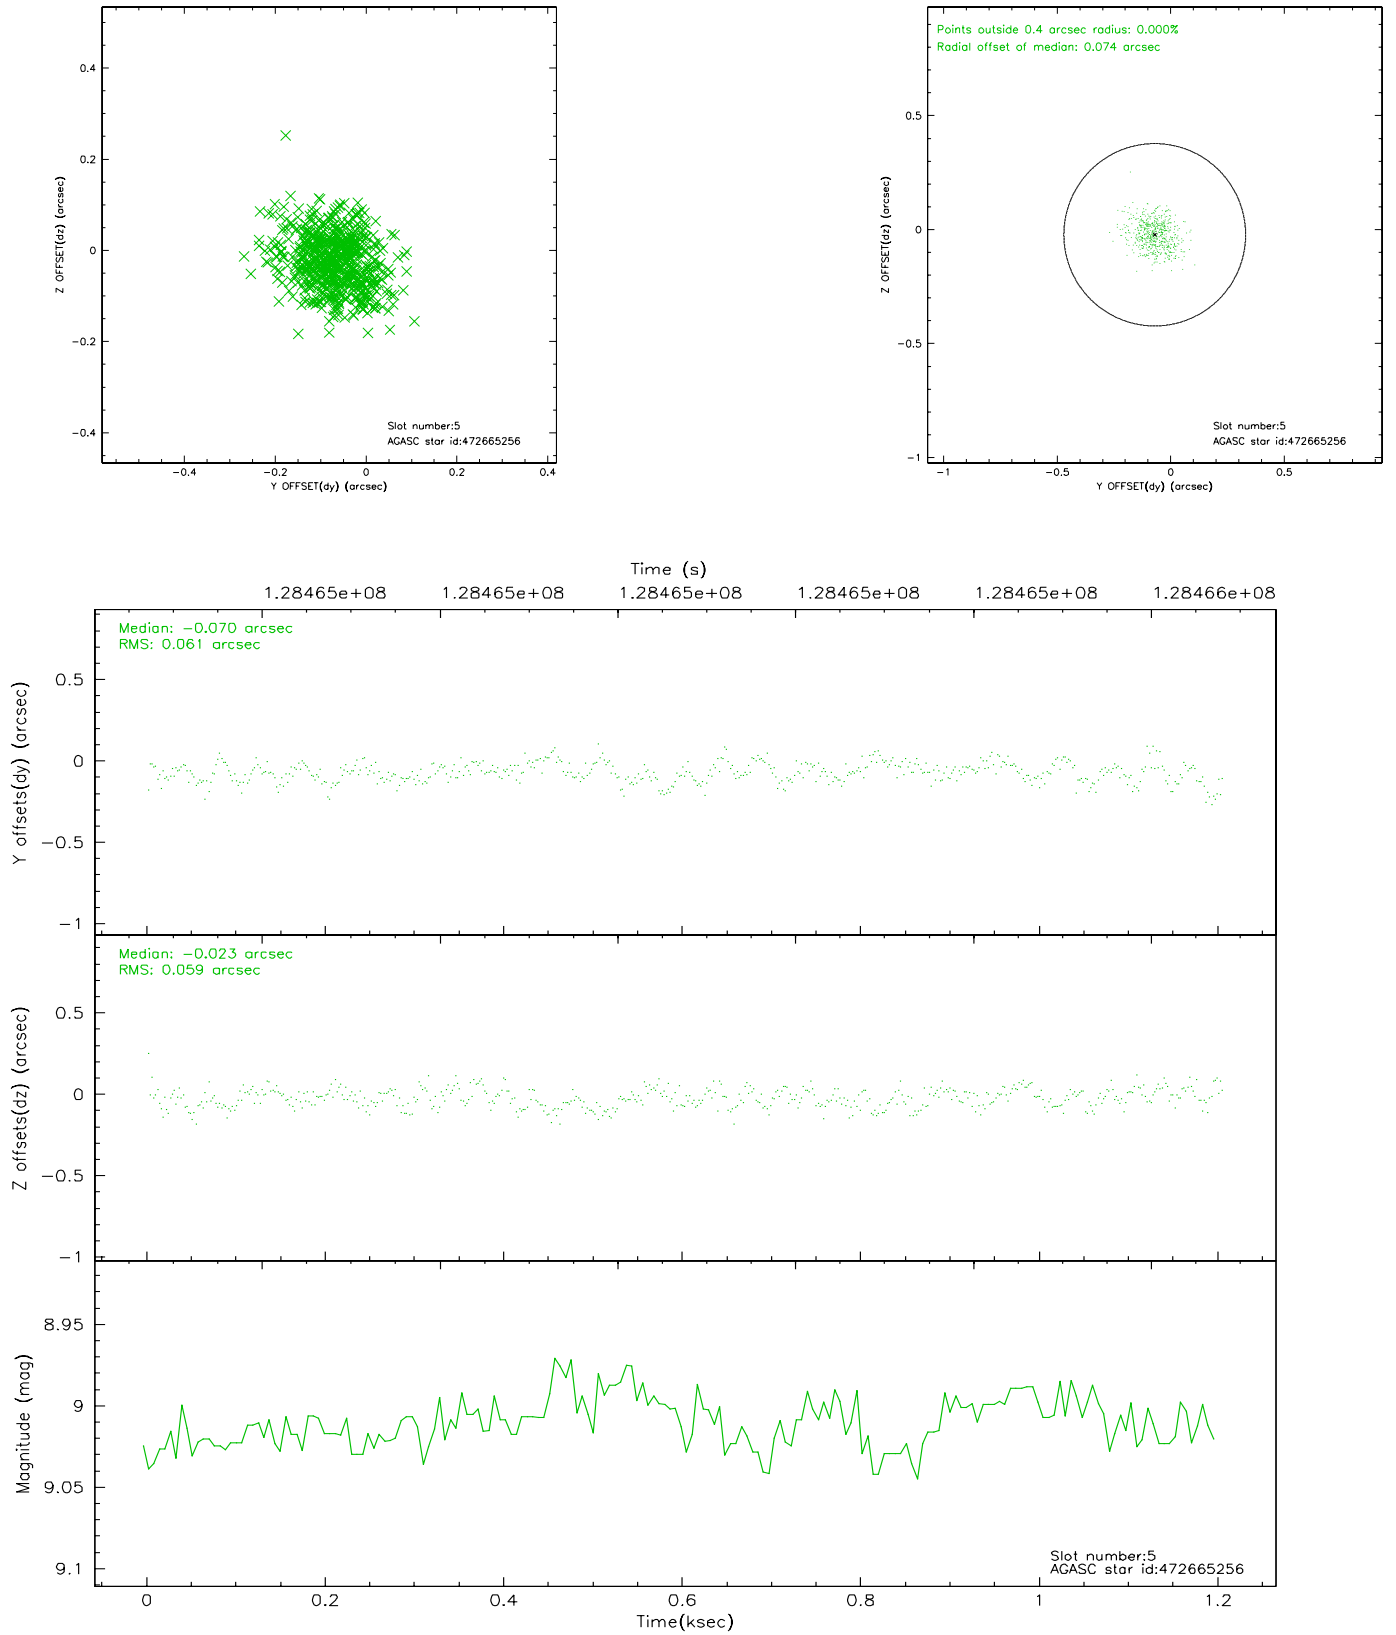 0.4
0.2
0
−0.2
−0.4
Z OFFSET(dz) (arcsec)
−0.4
−0.2
0
0.2
0.4
Y OFFSET(dy) (arcsec)
Slot number:5
AGASC star id:472665256
Points outside 0.4 arcsec radius: 0.000%
Radial offset of median: 0.074 arcsec
0.5
0
−0.5
−1
Z OFFSET(dz) (arcsec)
−1
−0.5
0
0.5
Y OFFSET(dy) (arcsec)
Slot number:5
AGASC star id:472665256
Time (s)
1.28465e+08
1.28465e+08
1.28465e+08
1.28465e+08
1.28465e+08
1.28466e+08
Median: −0.070 arcsec
RMS: 0.061 arcsec
0.5
0
−0.5
−1
Y offsets(dy) (arcsec)
Median: −0.023 arcsec
RMS: 0.059 arcsec
0.5
0
−0.5
−1
Z offsets(dz) (arcsec)
8.95
9
9.05
9.1
Magnitude (mag)
Slot number:5
AGASC star id:472665256
0
0.2
0.4
0.6
0.8
1
1.2
Time(ksec)